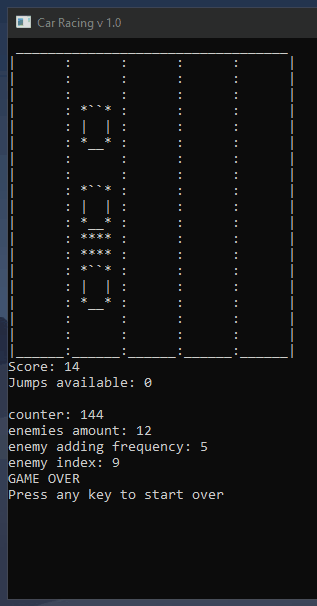 Car Racing v 1.0
Score: 14
Jumps available: 0
counter: 144
enemies amount: 12
enemy adding frequency: 5
enemy index: 9
GAME OVER
Press any key to start over